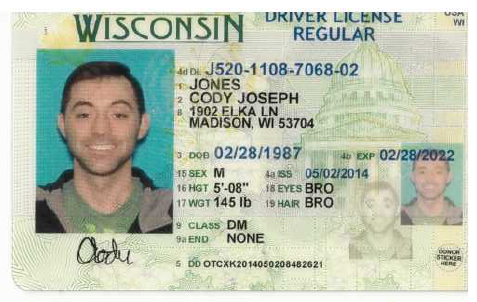 WISCONSIN DRIVER LICENSE USA
REGULAR WI
4d DL J520-1108-7068-02
1 JONES
2 CODY JOSEPH
8 1902 ELKA LN
MADISON, WI 53704
3 DOB 02/28/1987 4b EXP 02/28/2022
15 SEX M 4a ISS 05/02/2014
16 HGT 5'-08" 18 EYES BRO
17 WGT 145 lb 19 HAIR BRO
9 CLASS DM
9a END NONE
Cody
5 DD OTCXK2014050208482621
DONOR
STICKER
HERE